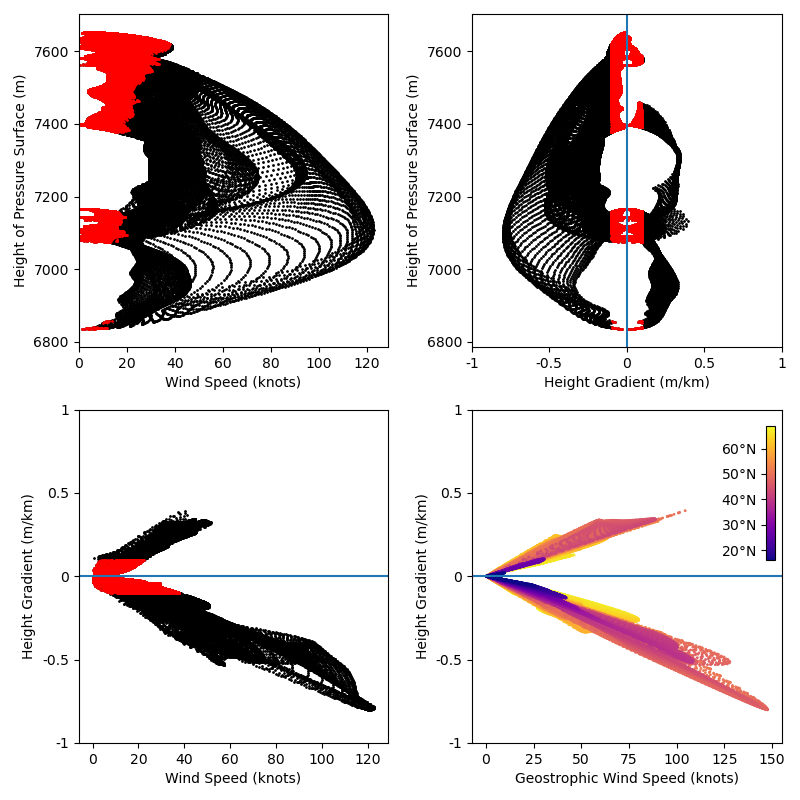 7600
7400
7200
7000
6800
Height of Pressure Surface (m)
0 20 40 60 80 100 120
Wind Speed (knots)
7600
7400
7200
7000
6800
Height of Pressure Surface (m)
-1 -0.5 0 0.5 1
Height Gradient (m/km)
1
0.5
0
-0.5
-1
Height Gradient (m/km)
0 20 40 60 80 100 120
Wind Speed (knots)
1
0.5
0
-0.5
-1
Height Gradient (m/km)
60°N
50°N
40°N
30°N
20°N
0 25 50 75 100 125 150
Geostrophic Wind Speed (knots)